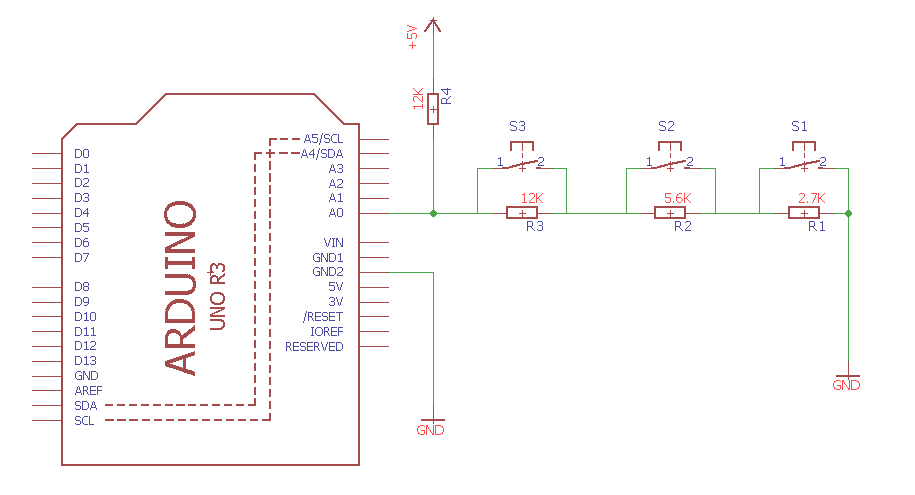 +5V
12K
R4
S3
1 2
12K
R3
S2
1 2
5.6K
R2
S1
1 2
2.7K
R1
D0
D1
D2
D3
D4
D5
D6
D7
D8
D9
D10
D11
D12
D13
GND
AREF
SDA
SCL
ARDUINO
UNO R3
A5/SCL
A4/SDA
A3
A2
A1
A0
VIN
GND1
GND2
5V
3V
/RESET
IOREF
RESERVED
GND
GND